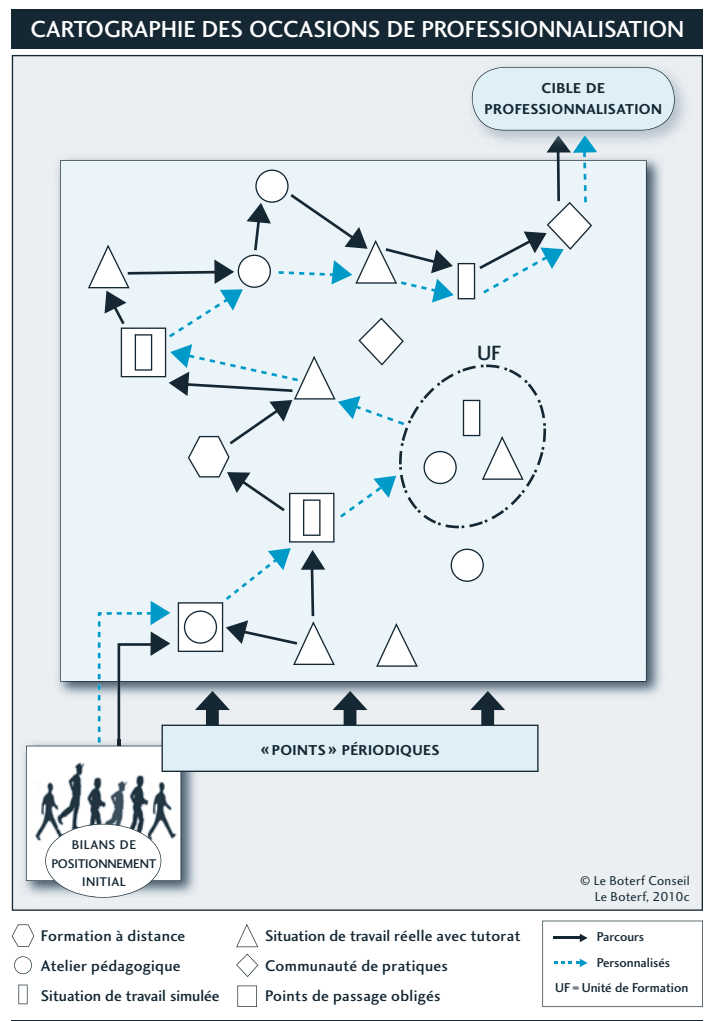 CARTOGRAPHIE DES OCCASIONS DE PROFESSIONNALISATION
CIBLE DE
PROFESSIONNALISATION
UF
«POINTS» PÉRIODIQUES
BILANS DE
POSITIONNEMENT
INITIAL
© Le Boterf Conseil
Le Boterf, 2010c
Formation à distance
Atelier pédagogique
Situation de travail simulée
Situation de travail réelle avec tutorat
Communauté de pratiques
Points de passage obligés
Parcours
Personnalisés
UF = Unité de Formation